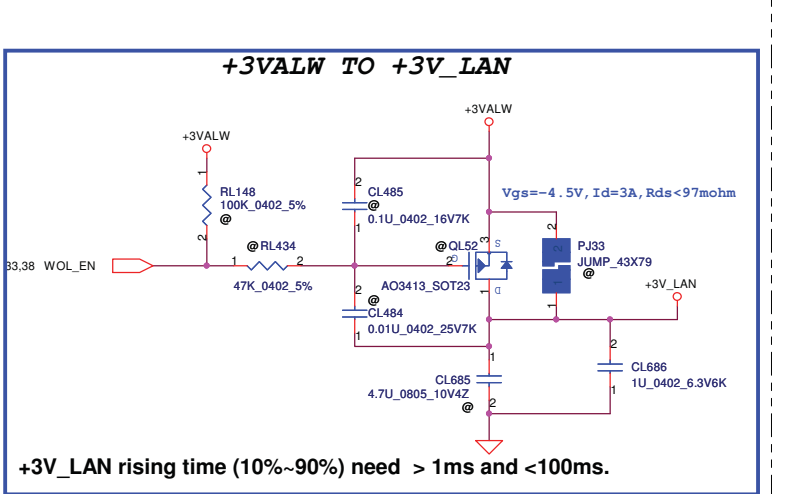 +3VALW TO +3V_LAN
+3VALW
+3VALW
1
RL148
100K_0402_5%
@
2
2
CL485
@
0.1U_0402_16V7K
1
Vgs=-4.5V,Id=3A,Rds<97mohm
33,38 WOL_EN
@RL434
1
2
47K_0402_5%
@QL52
3
S
2
G
1
D
AO3413_SOT23
2
PJ33
JUMP_43X79
@
2
1
1
+3V_LAN
2
@
CL484
0.01U_0402_25V7K
1
1
CL685
4.7U_0805_10V4Z
@
2
2
CL686
1U_0402_6.3V6K
1
+3V_LAN rising time (10%~90%) need > 1ms and <100ms.